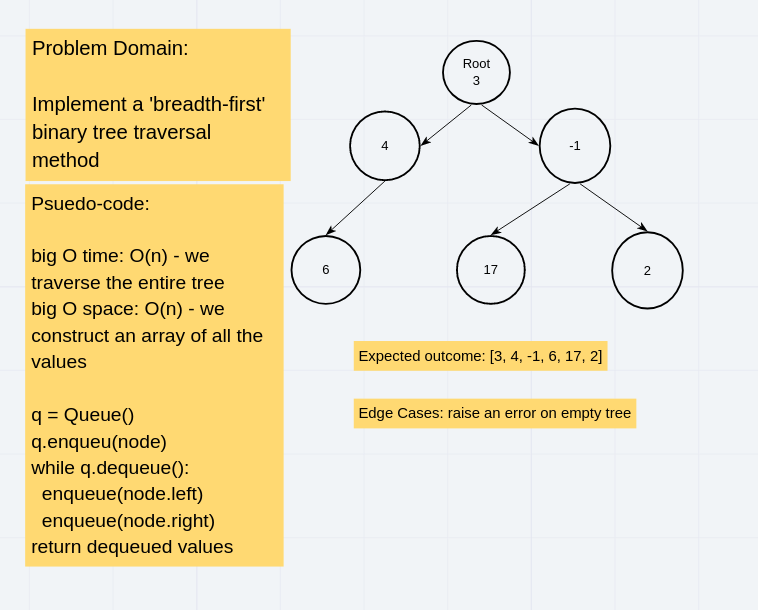 Problem Domain:
Implement a 'breadth-first'
binary tree traversal
method
Psuedo-code:
big O time: O(n) - we
traverse the entire tree
big O space: O(n) - we
construct an array of all the
values
q = Queue()
q.enqueu(node)
while q.dequeue():
  enqueue(node.left)
  enqueue(node.right)
return dequeued values
Root
3
4
-1
6
17
2
Expected outcome: [3, 4, -1, 6, 17, 2]
Edge Cases: raise an error on empty tree